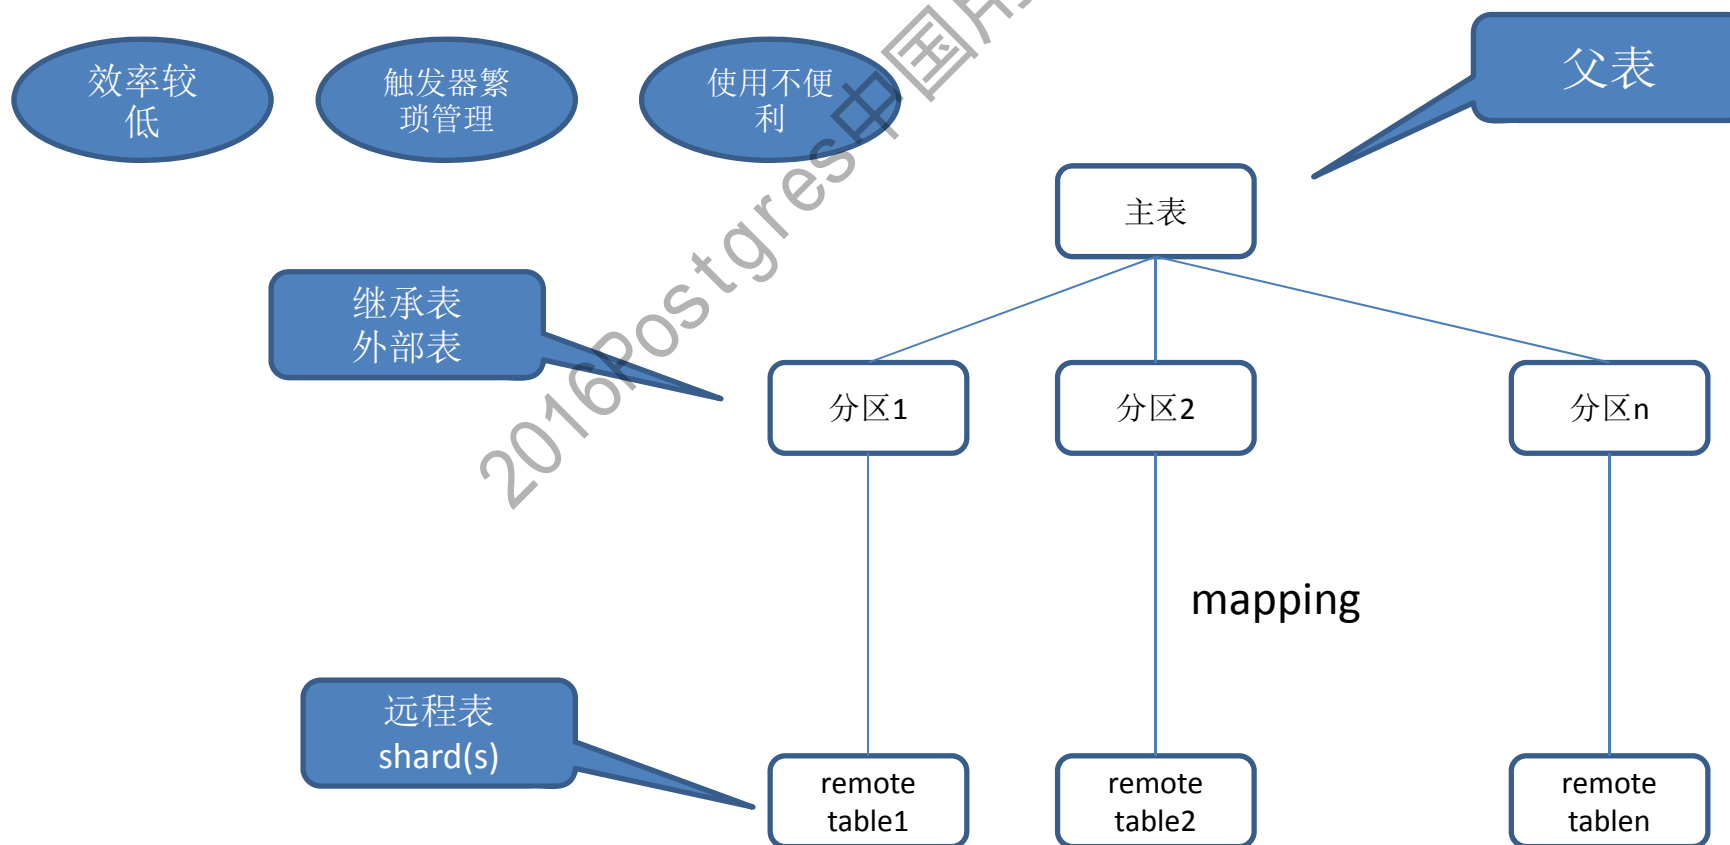 效率较
低
触发器繁
琐管理
使用不便
利
父表
主表
继承表
外部表
分区1
分区2
分区n
mapping
远程表
shard(s)
remote
table1
remote
table2
remote
tablen
2016Postgres中国用